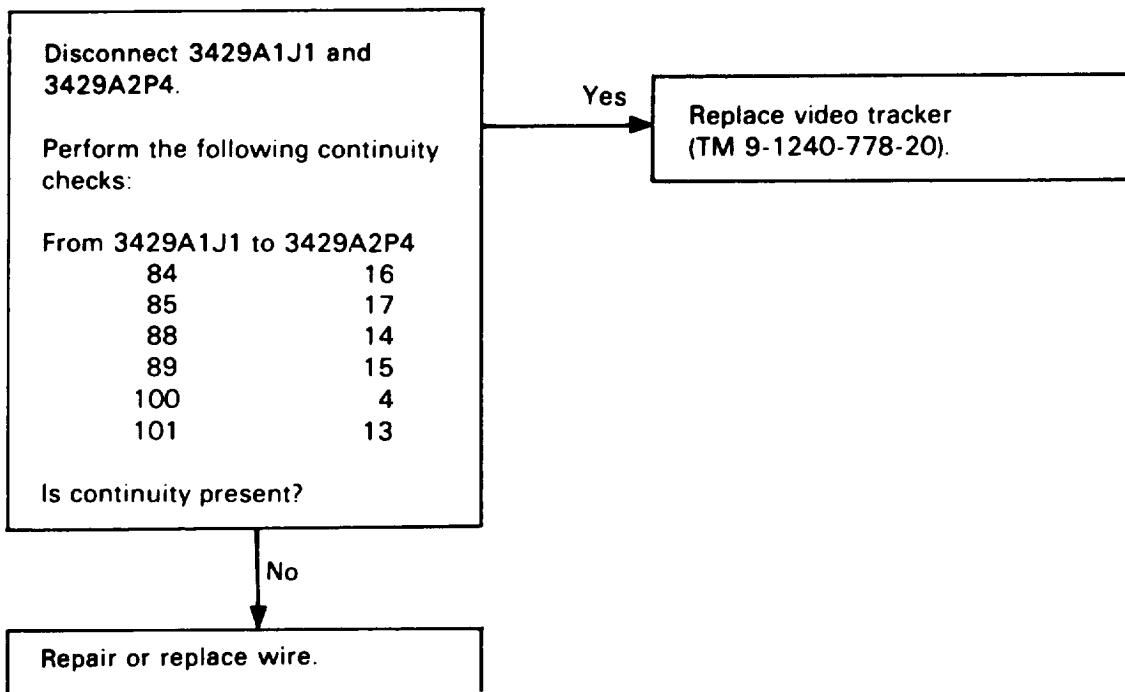 Disconnect 3429A1J1 and
3429A2P4.
Perform the following continuity
checks:
From 3429A1J1 to 3429A2P4
84 16
85 17
88 14
89 15
100 4
101 13
Is continuity present?
Yes
Replace video tracker
(TM 9-1240-778-20).
No
Repair or replace wire.